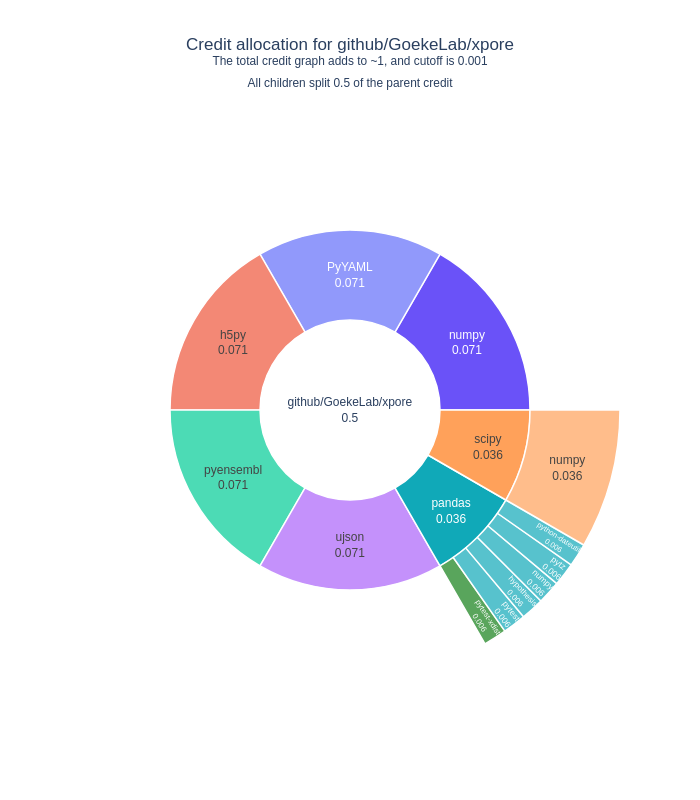 Credit allocation for github/GoekeLab/xpore
The total credit graph adds to ~1, and cutoff is 0.001
All children split 0.5 of the parent credit
PyYAML
0.071
numpy
0.071
h5py
0.071
github/GoekeLab/xpore
0.5
scipy
0.036
numpy
0.036
pyensembl
0.071
pandas
0.036
ujson
0.071
python-dateutil
0.006
pytz
0.006
numpy
0.006
hypothesis
0.006
pytest
0.006
pytest-xdist
0.006